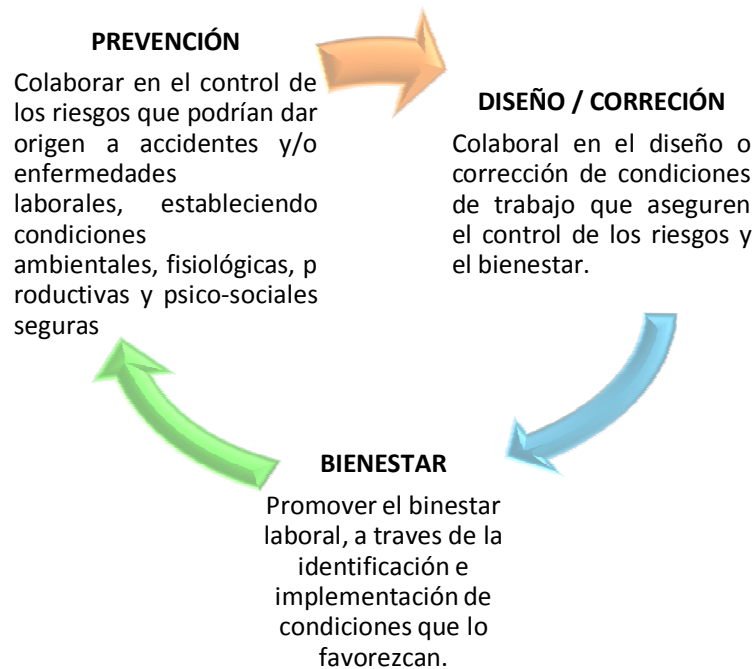 PREVENCIÓN
Colaborar en el control de
los riesgos que podrían dar
origen a accidentes y/o
enfermedades
laborales, estableciendo
condiciones
ambientales, fisiológicas, p
roductivas y psico-sociales
seguras
DISEÑO / CORRECIÓN
Colaboral en el diseño o
corrección de condiciones
de trabajo que aseguren
el control de los riesgos y
el bienestar.
BIENESTAR
Promover el binestar
laboral, a traves de la
identificación e
implementación de
condiciones que lo
favorezcan.